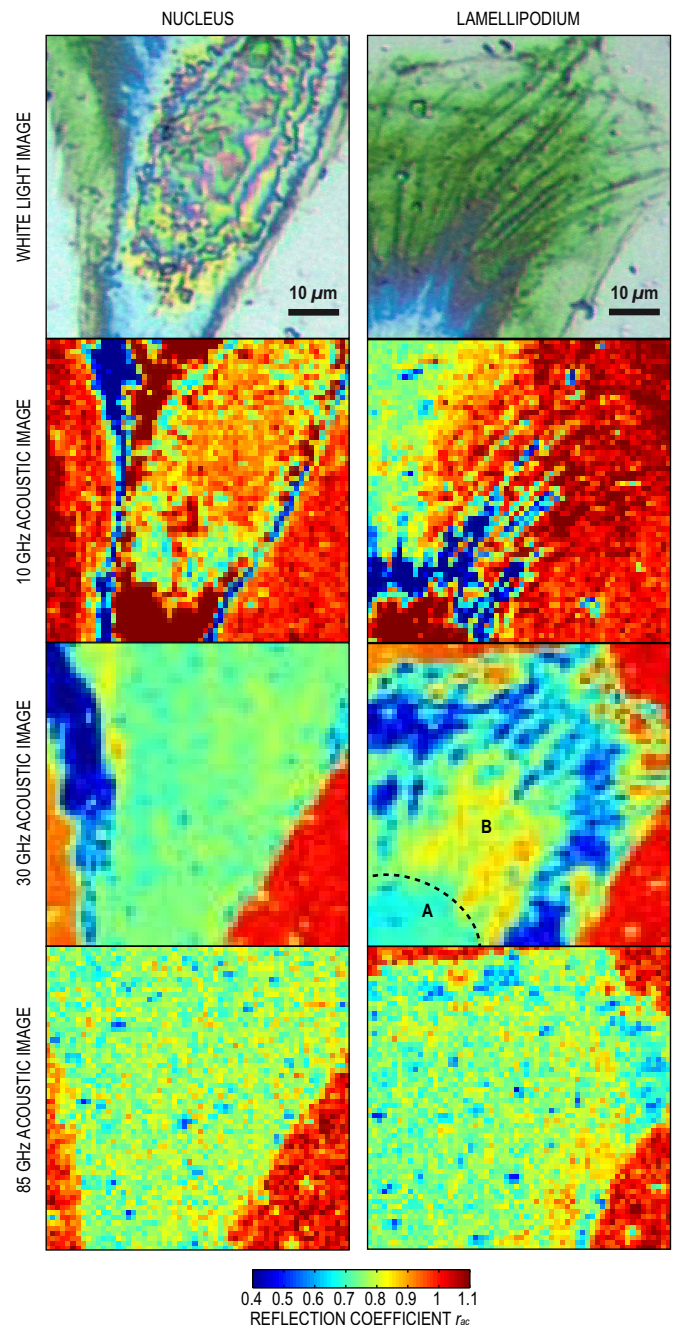 NUCLEUS
LAMELLIPODIUM
WHITE LIGHT IMAGE
10 µm
10 µm
10 GHz ACOUSTIC IMAGE
30 GHz ACOUSTIC IMAGE
B
A
85 GHz ACOUSTIC IMAGE
0.4 0.5 0.6 0.7 0.8 0.9 1 1.1
REFLECTION COEFFICIENT rac